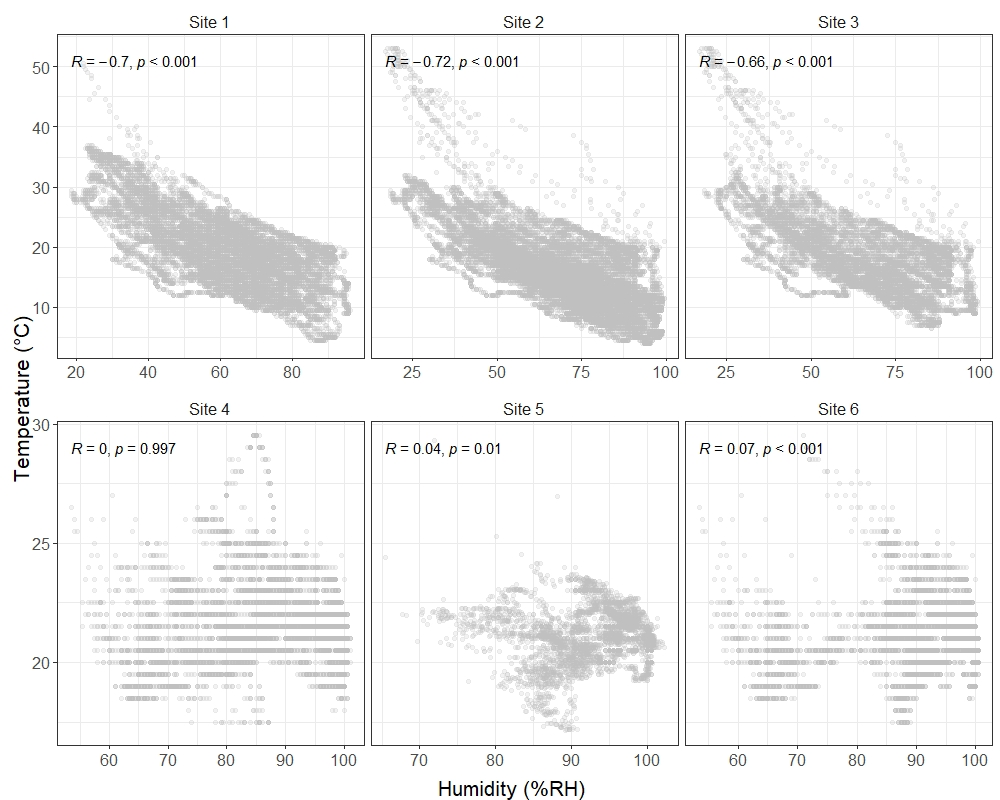 Site 1 Site 2 Site 3
R = −0.7, p < 0.001 R = −0.72, p < 0.001 R = −0.66, p < 0.001
50
40
30
20
10
20 40 60 80 25 50 75 100 25 50 75 100
Temperature (°C)
Site 4 Site 5 Site 6
30
R = 0, p = 0.997 R = 0.04, p = 0.01 R = 0.07, p < 0.001
25
20
60 70 80 90 100 70 80 90 100 60 70 80 90 100
Humidity (%RH)